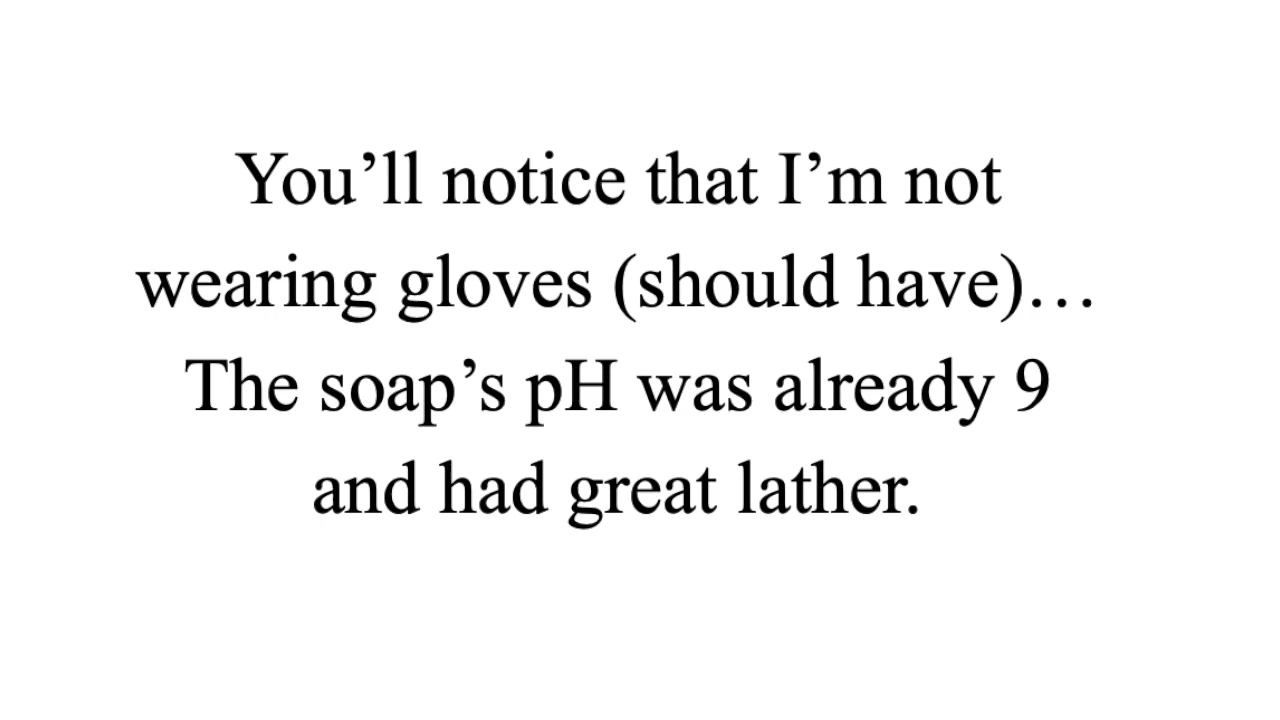 You’ll notice that I’m not
wearing gloves (should have)…
The soap’s pH was already 9
and had great lather.